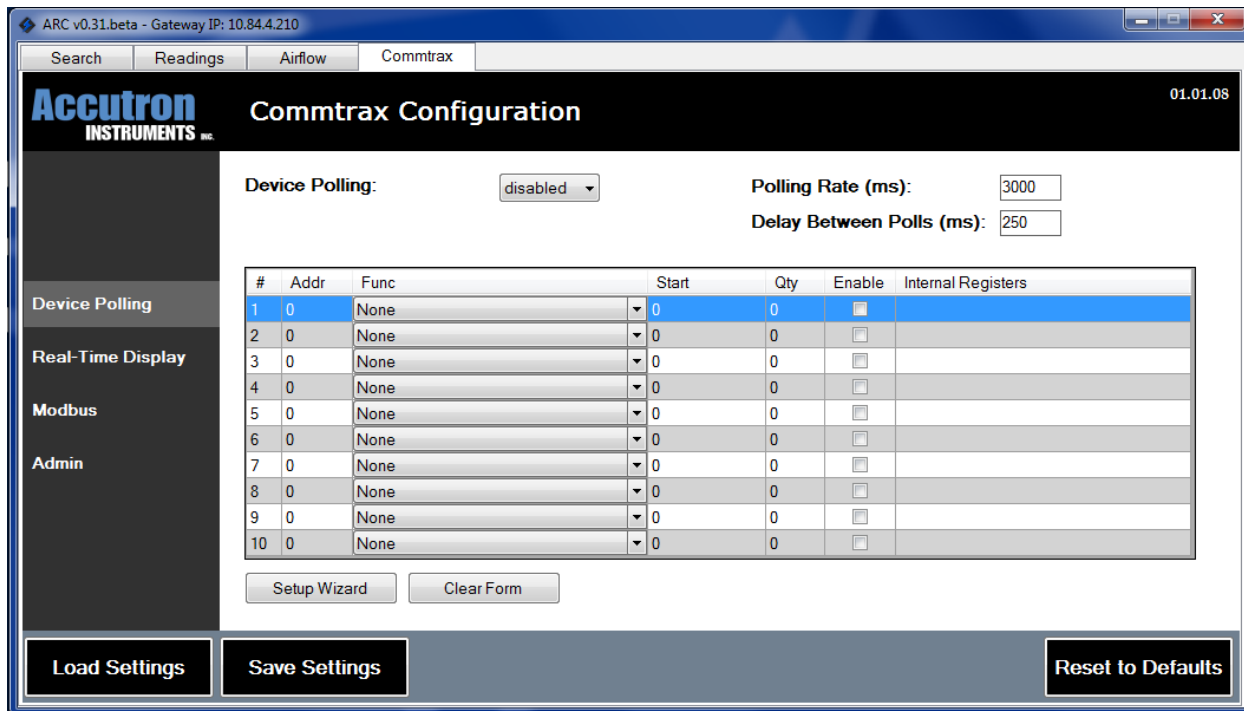 ARC v0.31.beta - Gateway IP: 10.84.4.210
Search Readings Airflow Commtrax
Accutron
INSTRUMENTS INC.
Commtrax Configuration
01.01.08
Device Polling: disabled Polling Rate (ms): 3000
Delay Between Polls (ms): 250
Device Polling
Real-Time Display
Modbus
Admin
# Addr Func Start Qty Enable Internal Registers
1 0 None 0 0
2 0 None 0 0
3 0 None 0 0
4 0 None 0 0
5 0 None 0 0
6 0 None 0 0
7 0 None 0 0
8 0 None 0 0
9 0 None 0 0
10 0 None 0 0
Setup Wizard Clear Form
Load Settings Save Settings Reset to Defaults